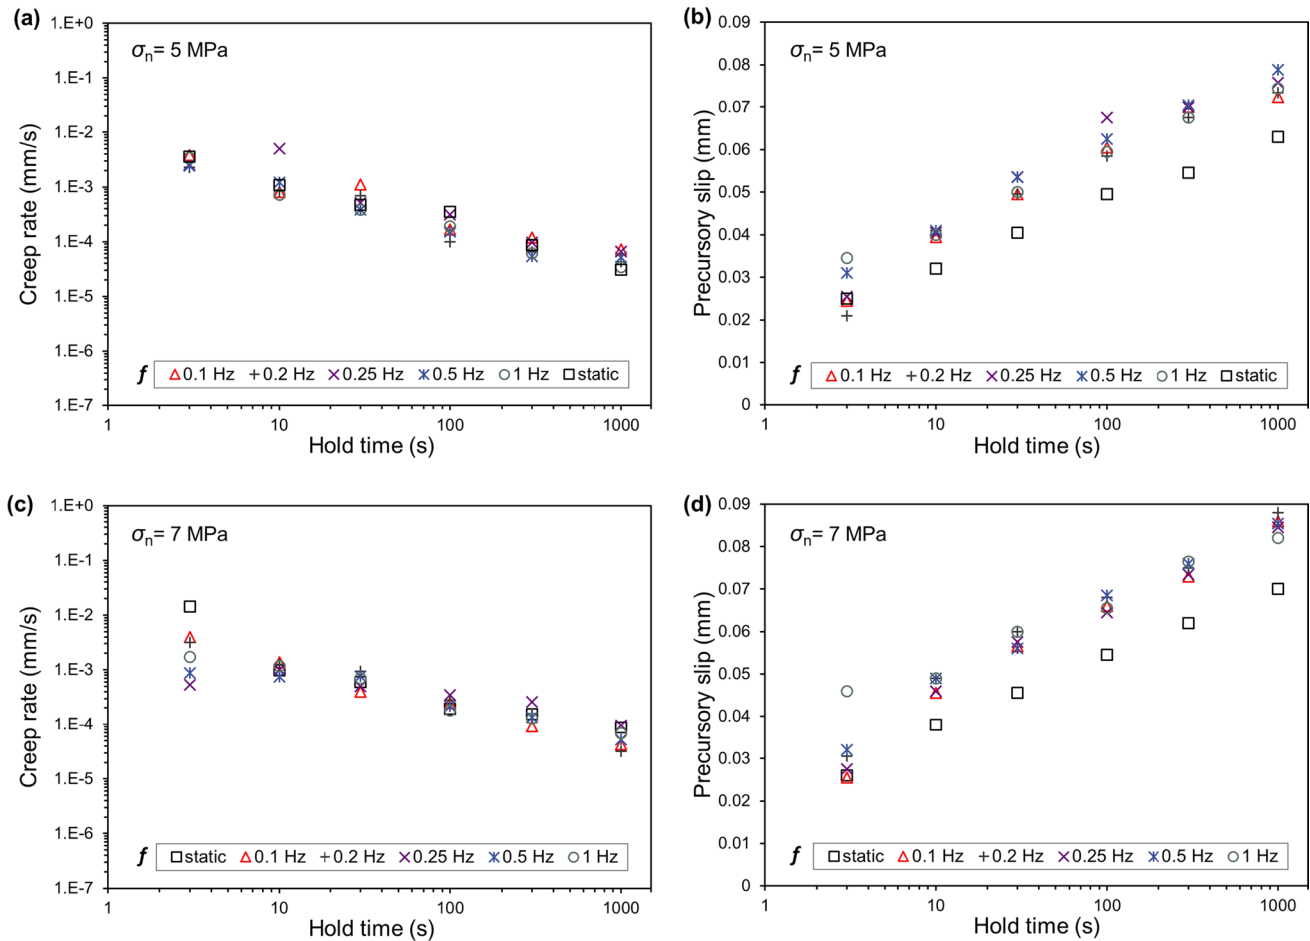 (a)
σn= 5 MPa
1.E+0
1.E-1
1.E-2
1.E-3
1.E-4
1.E-5
1.E-6
1.E-7
Creep rate (mm/s)
f 0.1 Hz 0.2 Hz 0.25 Hz 0.5 Hz 1 Hz static
1 10 100 1000
Hold time (s)
(b)
σn= 5 MPa
0.09
0.08
0.07
0.06
0.05
0.04
0.03
0.02
0.01
0
Precursory slip (mm)
f 0.1 Hz 0.2 Hz 0.25 Hz 0.5 Hz 1 Hz static
1 10 100 1000
Hold time (s)
(c)
σn= 7 MPa
1.E+0
1.E-1
1.E-2
1.E-3
1.E-4
1.E-5
1.E-6
1.E-7
Creep rate (mm/s)
f static 0.1 Hz 0.2 Hz 0.25 Hz 0.5 Hz 1 Hz
1 10 100 1000
Hold time (s)
(d)
σn= 7 MPa
0.09
0.08
0.07
0.06
0.05
0.04
0.03
0.02
0.01
0
Precursory slip (mm)
f static 0.1 Hz 0.2 Hz 0.25 Hz 0.5 Hz 1 Hz
1 10 100 1000
Hold time (s)